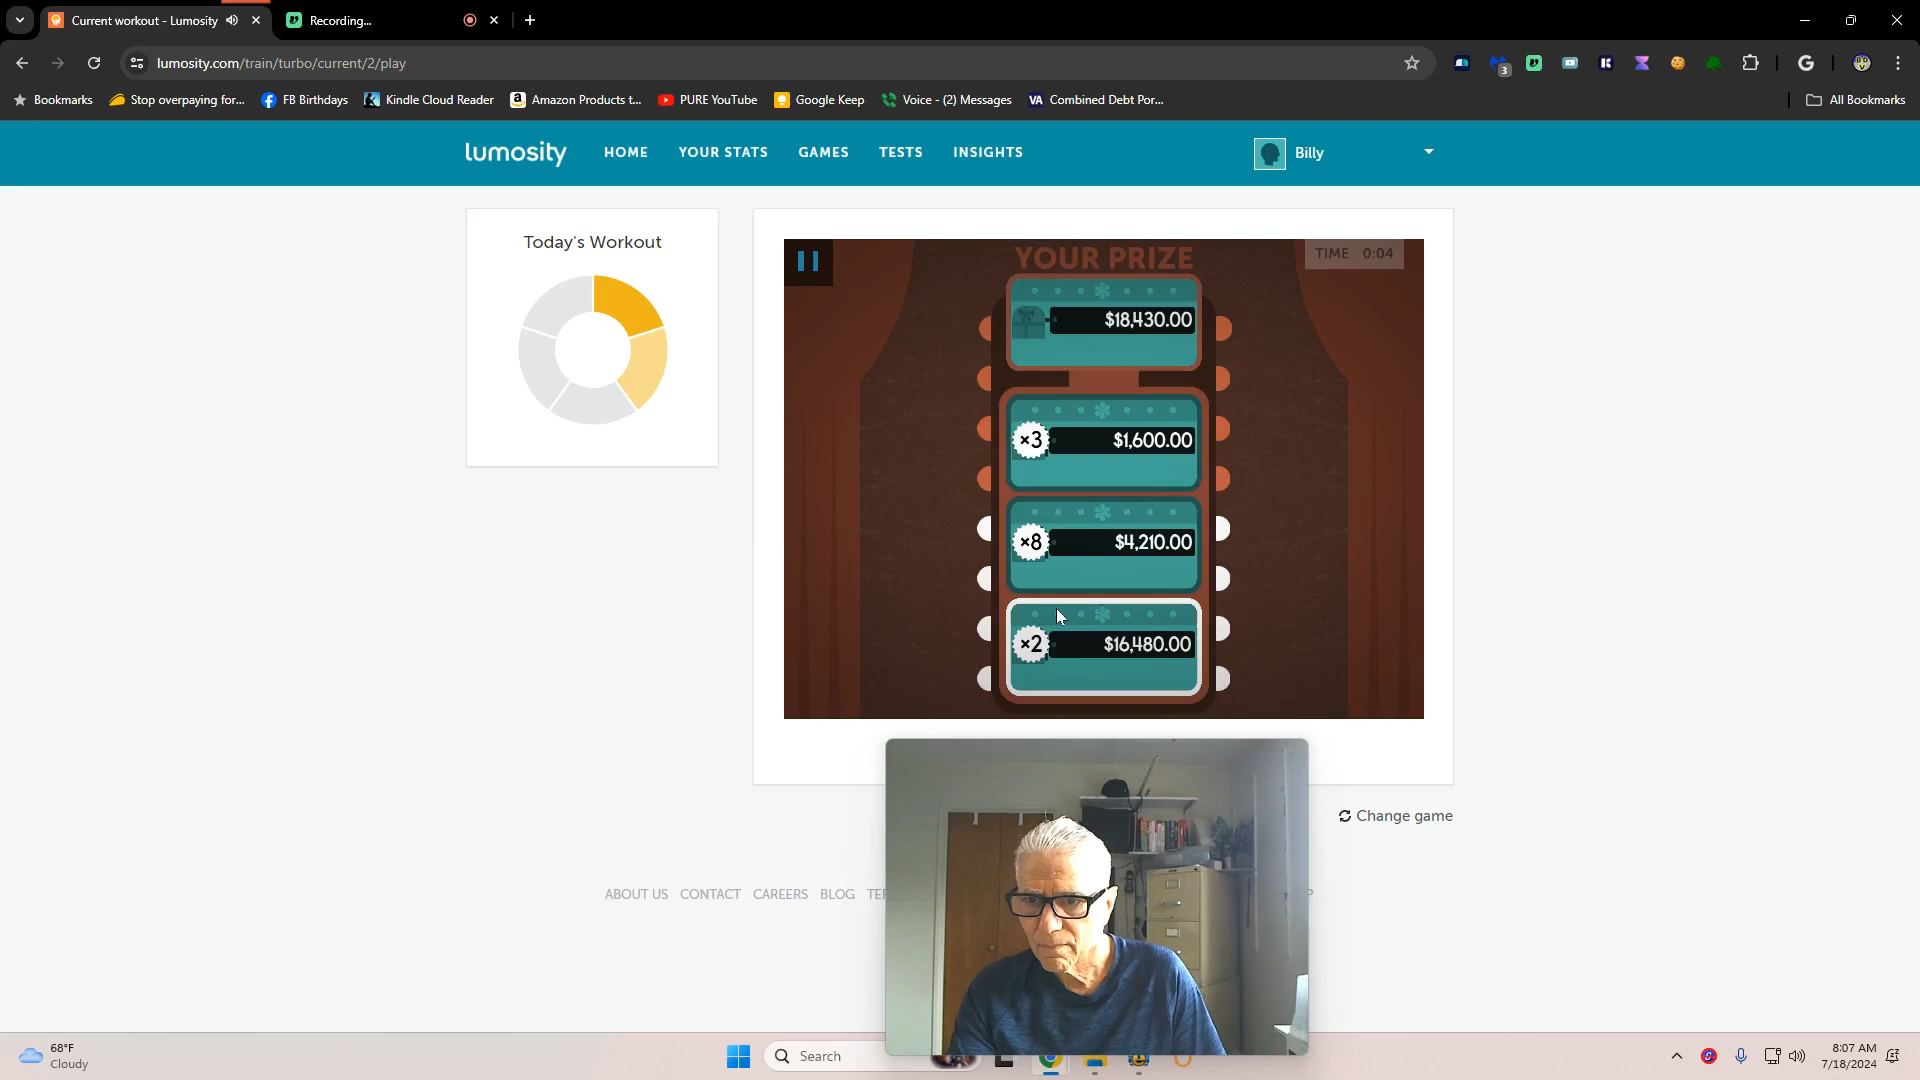 Current workout - Lumosity
Recording...
lumosity.com/train/turbo/current/2/play
3
Bookmarks
Stop overpaying for...
FB Birthdays
Kindle Cloud Reader
Amazon Products t...
PURE YouTube
Google Keep
Voice - (2) Messages
VA Combined Debt Por...
All Bookmarks
lumosity
HOME
YOUR STATS
GAMES
TESTS
INSIGHTS
Billy
Today's Workout
YOUR PRIZE
TIME 0:04
$18,430.00
×3 $1,600.00
×8 $4,210.00
×2 $16,480.00
Change game
ABOUT US
CONTACT
CAREERS
BLOG
68°F
Cloudy
Search
8:07 AM
7/18/2024